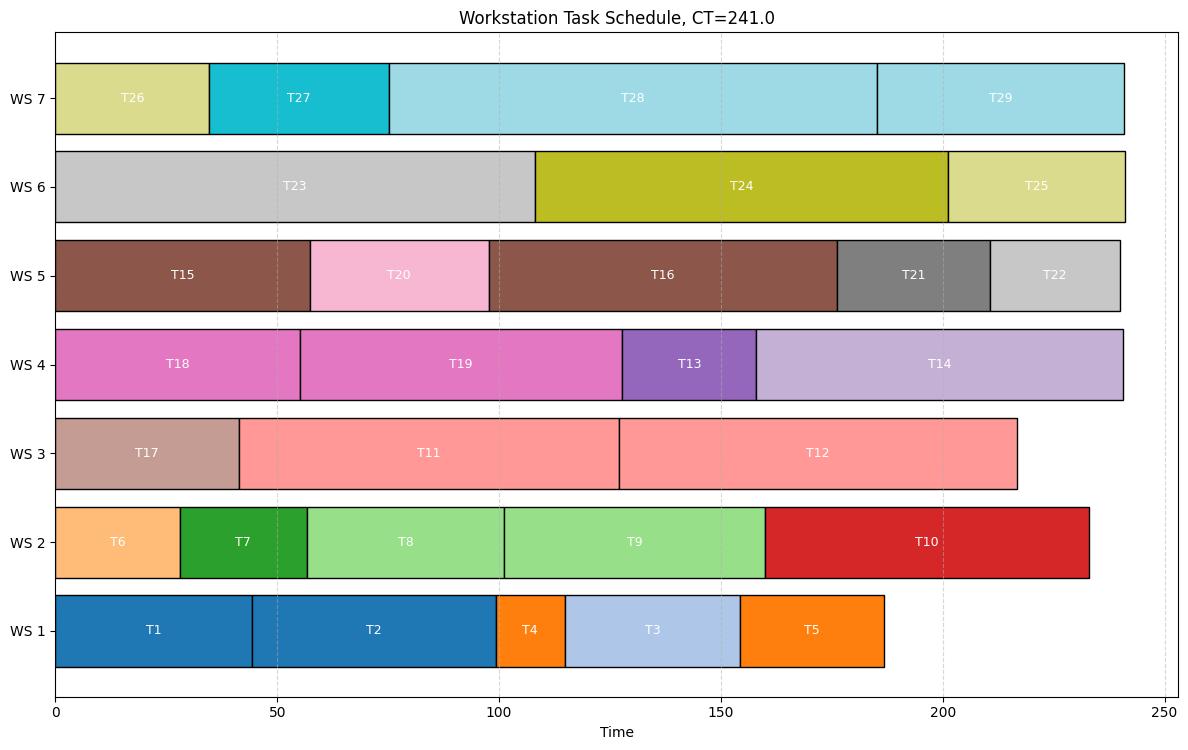 Workstation Task Schedule, CT=241.0
WS 7 T26 T27 T28 T29
WS 6 T23 T24 T25
WS 5 T15 T20 T16 T21 T22
WS 4 T18 T19 T13 T14
WS 3 T17 T11 T12
WS 2 T6 T7 T8 T9 T10
WS 1 T1 T2 T4 T3 T5
0 50 100 150 200 250
Time